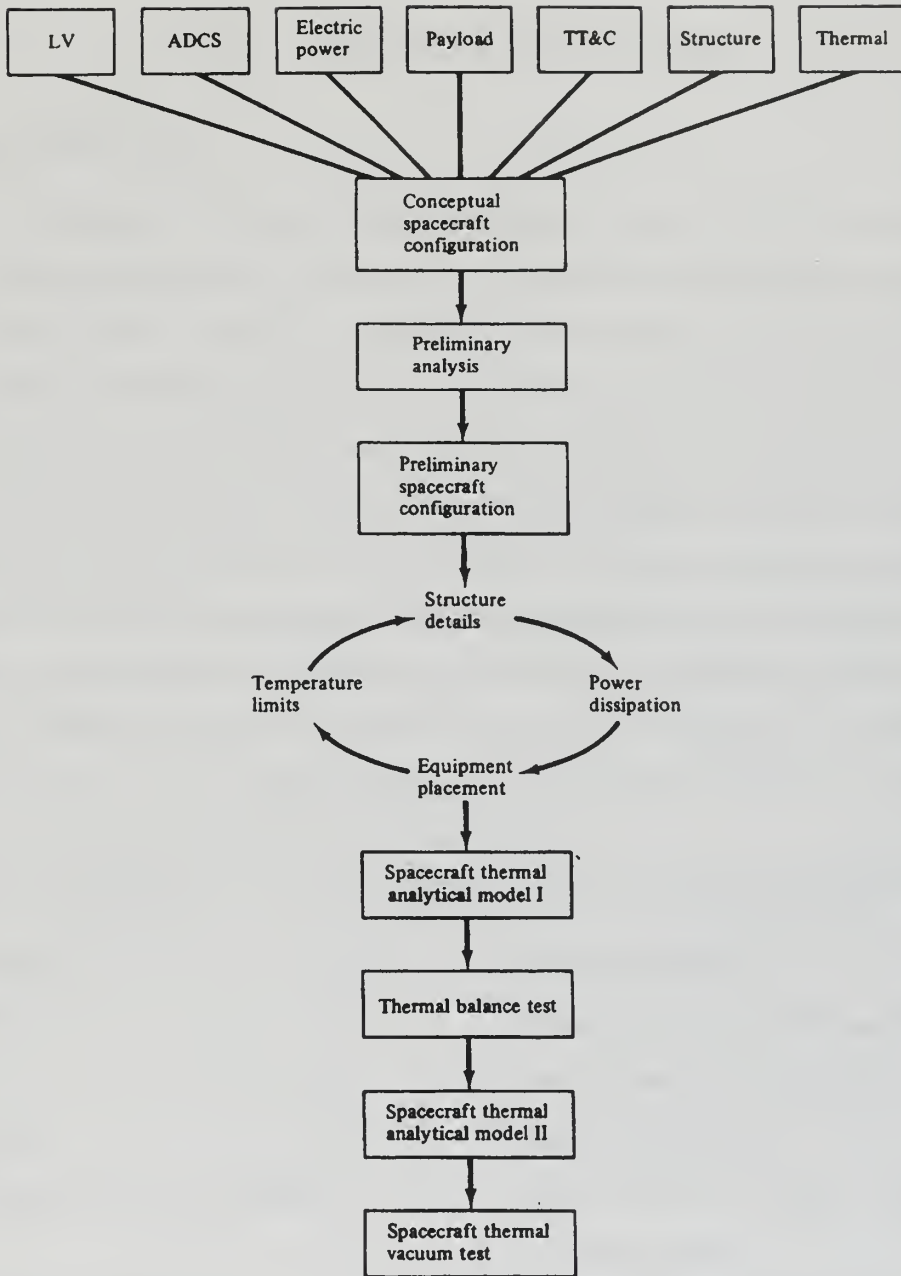 LV
ADCS
Electric
power
Payload
TT&C
Structure
Thermal
Conceptual
spacecraft
configuration
Preliminary
analysis
Preliminary
spacecraft
configuration
Structure
details
Temperature
limits
Power
dissipation
Equipment
placement
Spacecraft thermal
analytical model I
Thermal balance test
Spacecraft thermal
analytical model II
Spacecraft thermal
vacuum test